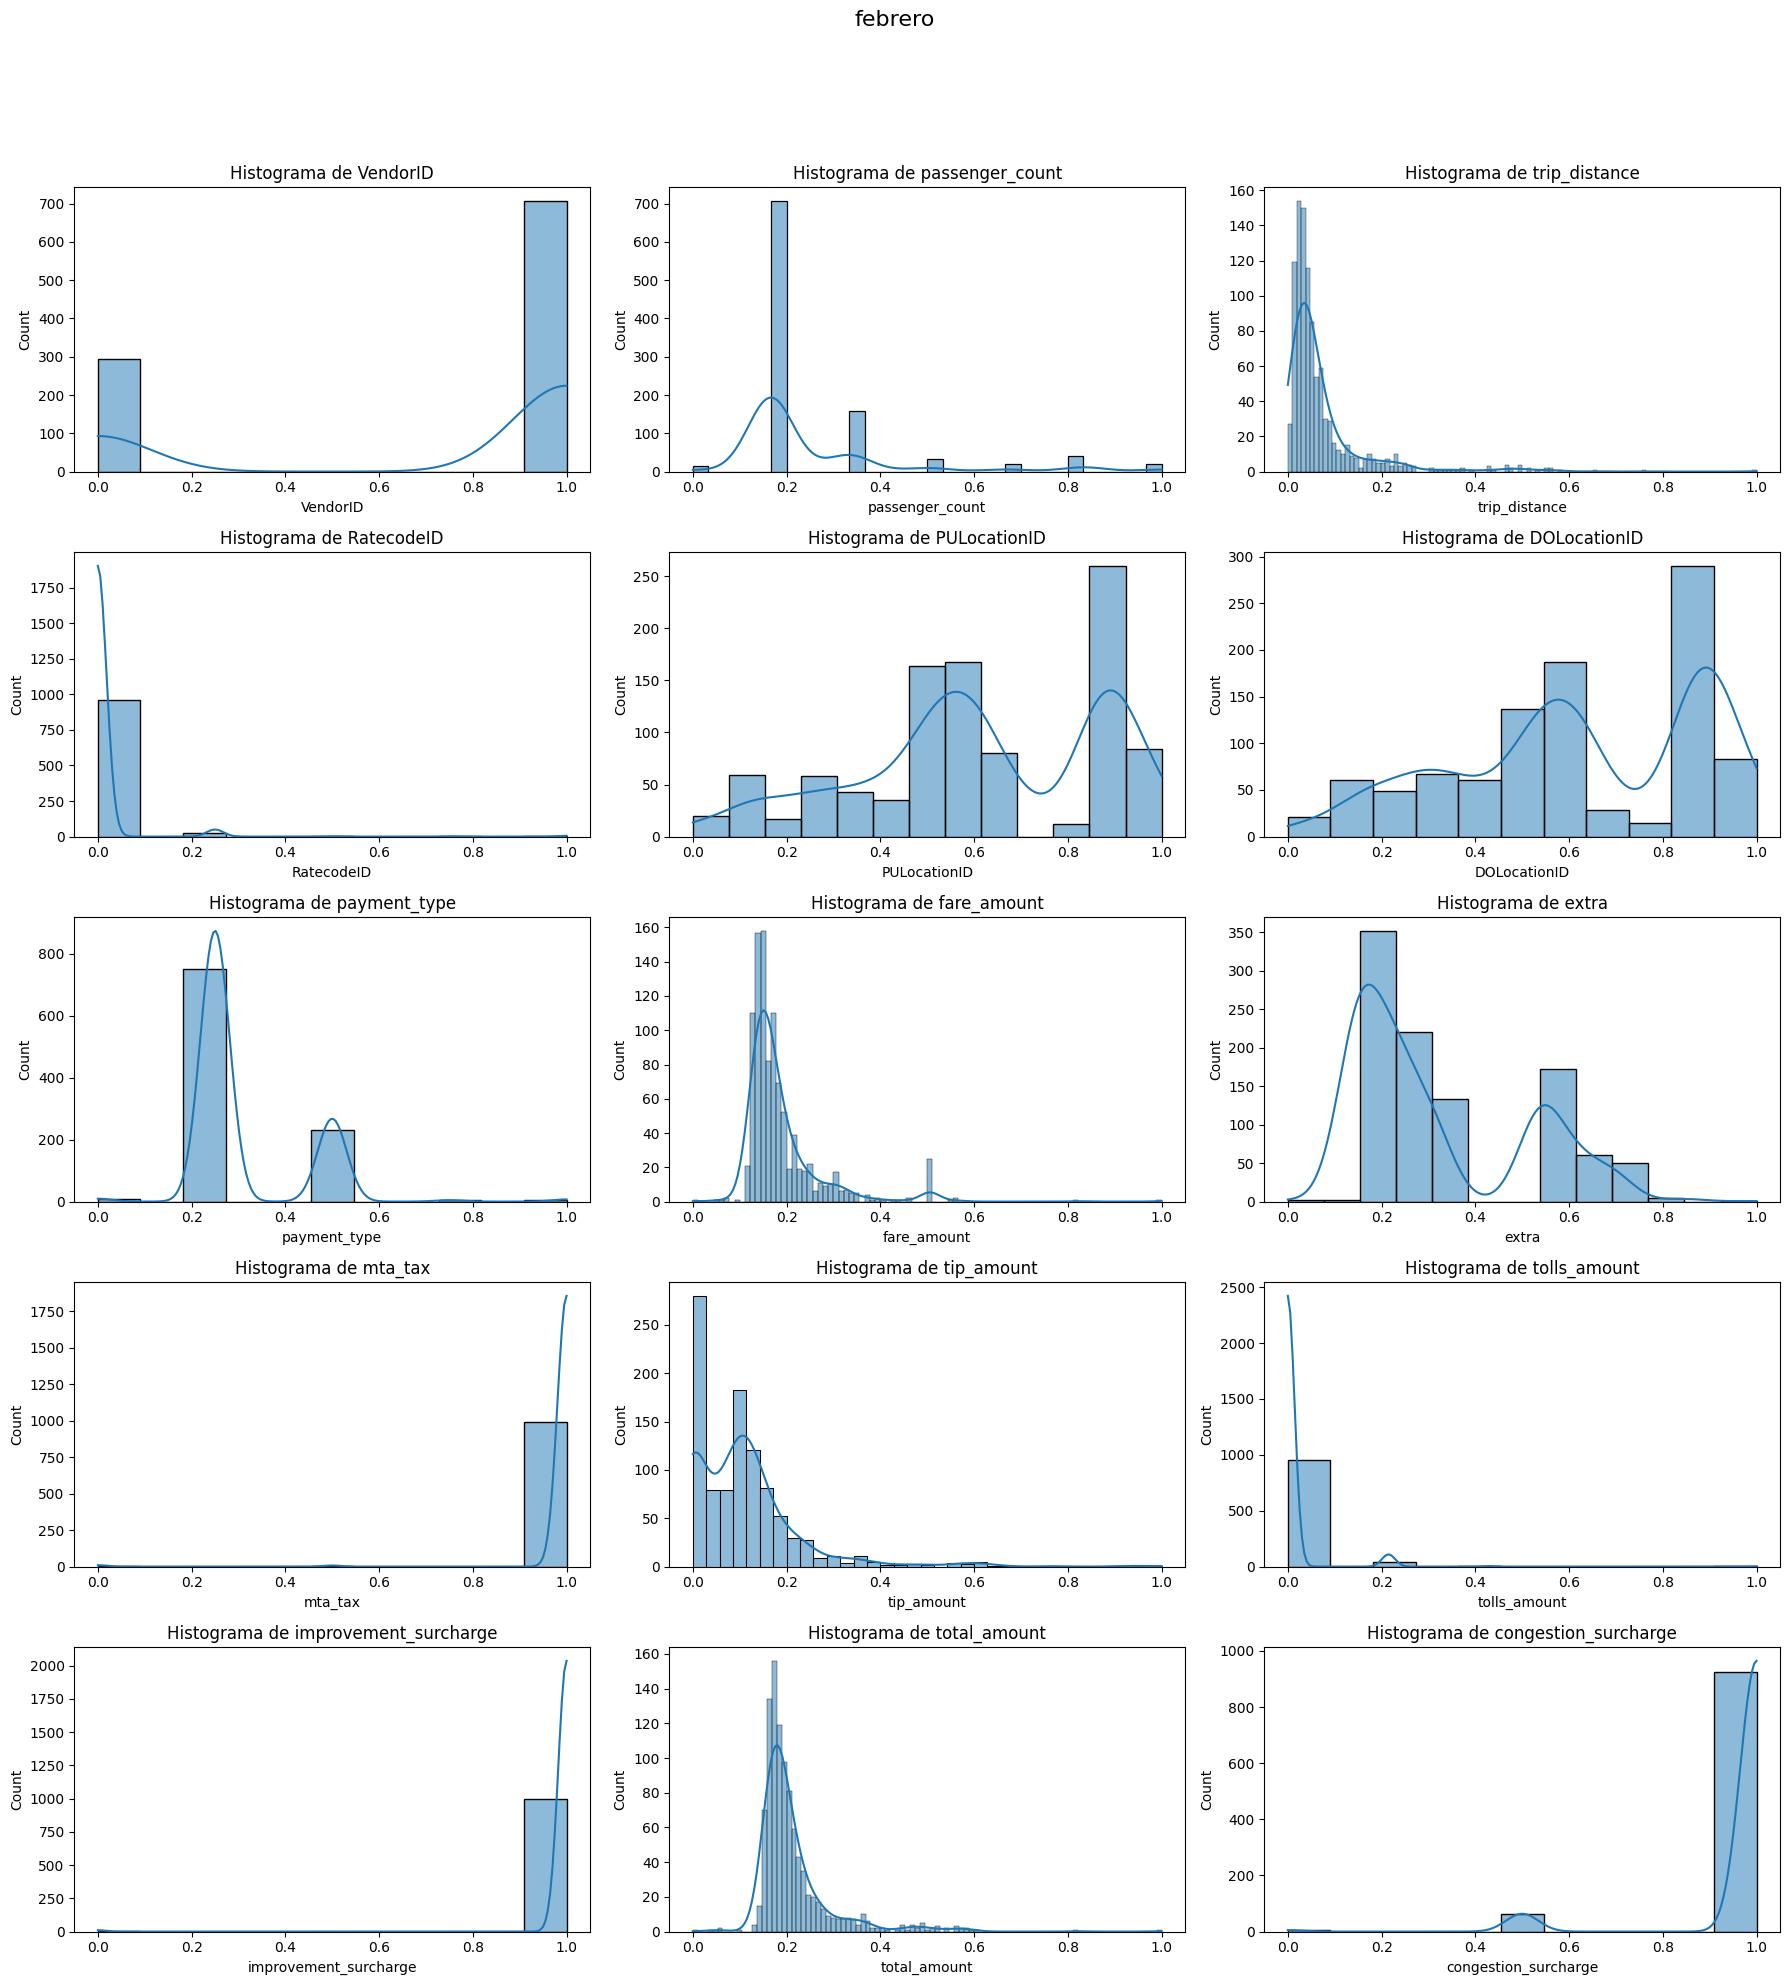 febrero
Histograma de VendorID
Count
700
600
500
400
300
200
100
0
0.0 0.2 0.4 0.6 0.8 1.0
VendorID
Histograma de passenger_count
Count
700
600
500
400
300
200
100
0
0.0 0.2 0.4 0.6 0.8 1.0
passenger_count
Histograma de trip_distance
Count
160
140
120
100
80
60
40
20
0
0.0 0.2 0.4 0.6 0.8 1.0
trip_distance
Histograma de RatecodeID
Count
1750
1500
1250
1000
750
500
250
0
0.0 0.2 0.4 0.6 0.8 1.0
RatecodeID
Histograma de PULocationID
Count
250
200
150
100
50
0
0.0 0.2 0.4 0.6 0.8 1.0
PULocationID
Histograma de DOLocationID
Count
300
250
200
150
100
50
0
0.0 0.2 0.4 0.6 0.8 1.0
DOLocationID
Histograma de payment_type
Count
800
600
400
200
0
0.0 0.2 0.4 0.6 0.8 1.0
payment_type
Histograma de fare_amount
Count
160
140
120
100
80
60
40
20
0
0.0 0.2 0.4 0.6 0.8 1.0
fare_amount
Histograma de extra
Count
350
300
250
200
150
100
50
0
0.0 0.2 0.4 0.6 0.8 1.0
extra
Histograma de mta_tax
Count
1750
1500
1250
1000
750
500
250
0
0.0 0.2 0.4 0.6 0.8 1.0
mta_tax
Histograma de tip_amount
Count
250
200
150
100
50
0
0.0 0.2 0.4 0.6 0.8 1.0
tip_amount
Histograma de tolls_amount
Count
2500
2000
1500
1000
500
0
0.0 0.2 0.4 0.6 0.8 1.0
tolls_amount
Histograma de improvement_surcharge
Count
2000
1750
1500
1250
1000
750
500
250
0
0.0 0.2 0.4 0.6 0.8 1.0
improvement_surcharge
Histograma de total_amount
Count
160
140
120
100
80
60
40
20
0
0.0 0.2 0.4 0.6 0.8 1.0
total_amount
Histograma de congestion_surcharge
Count
1000
800
600
400
200
0
0.0 0.2 0.4 0.6 0.8 1.0
congestion_surcharge